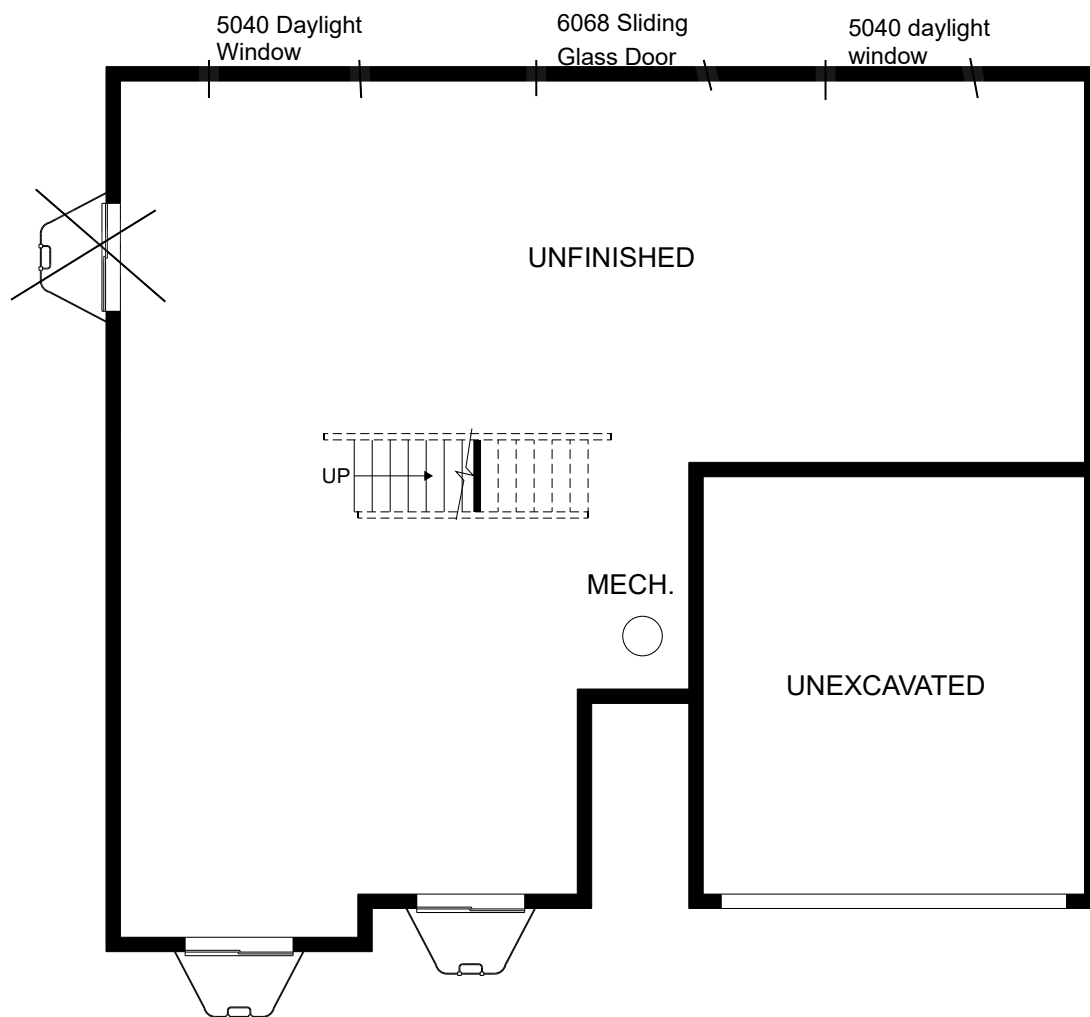 5040 Daylight
Window
6068 Sliding
Glass Door
5040 daylight
window
UNFINISHED
UP
MECH.
UNEXCAVATED